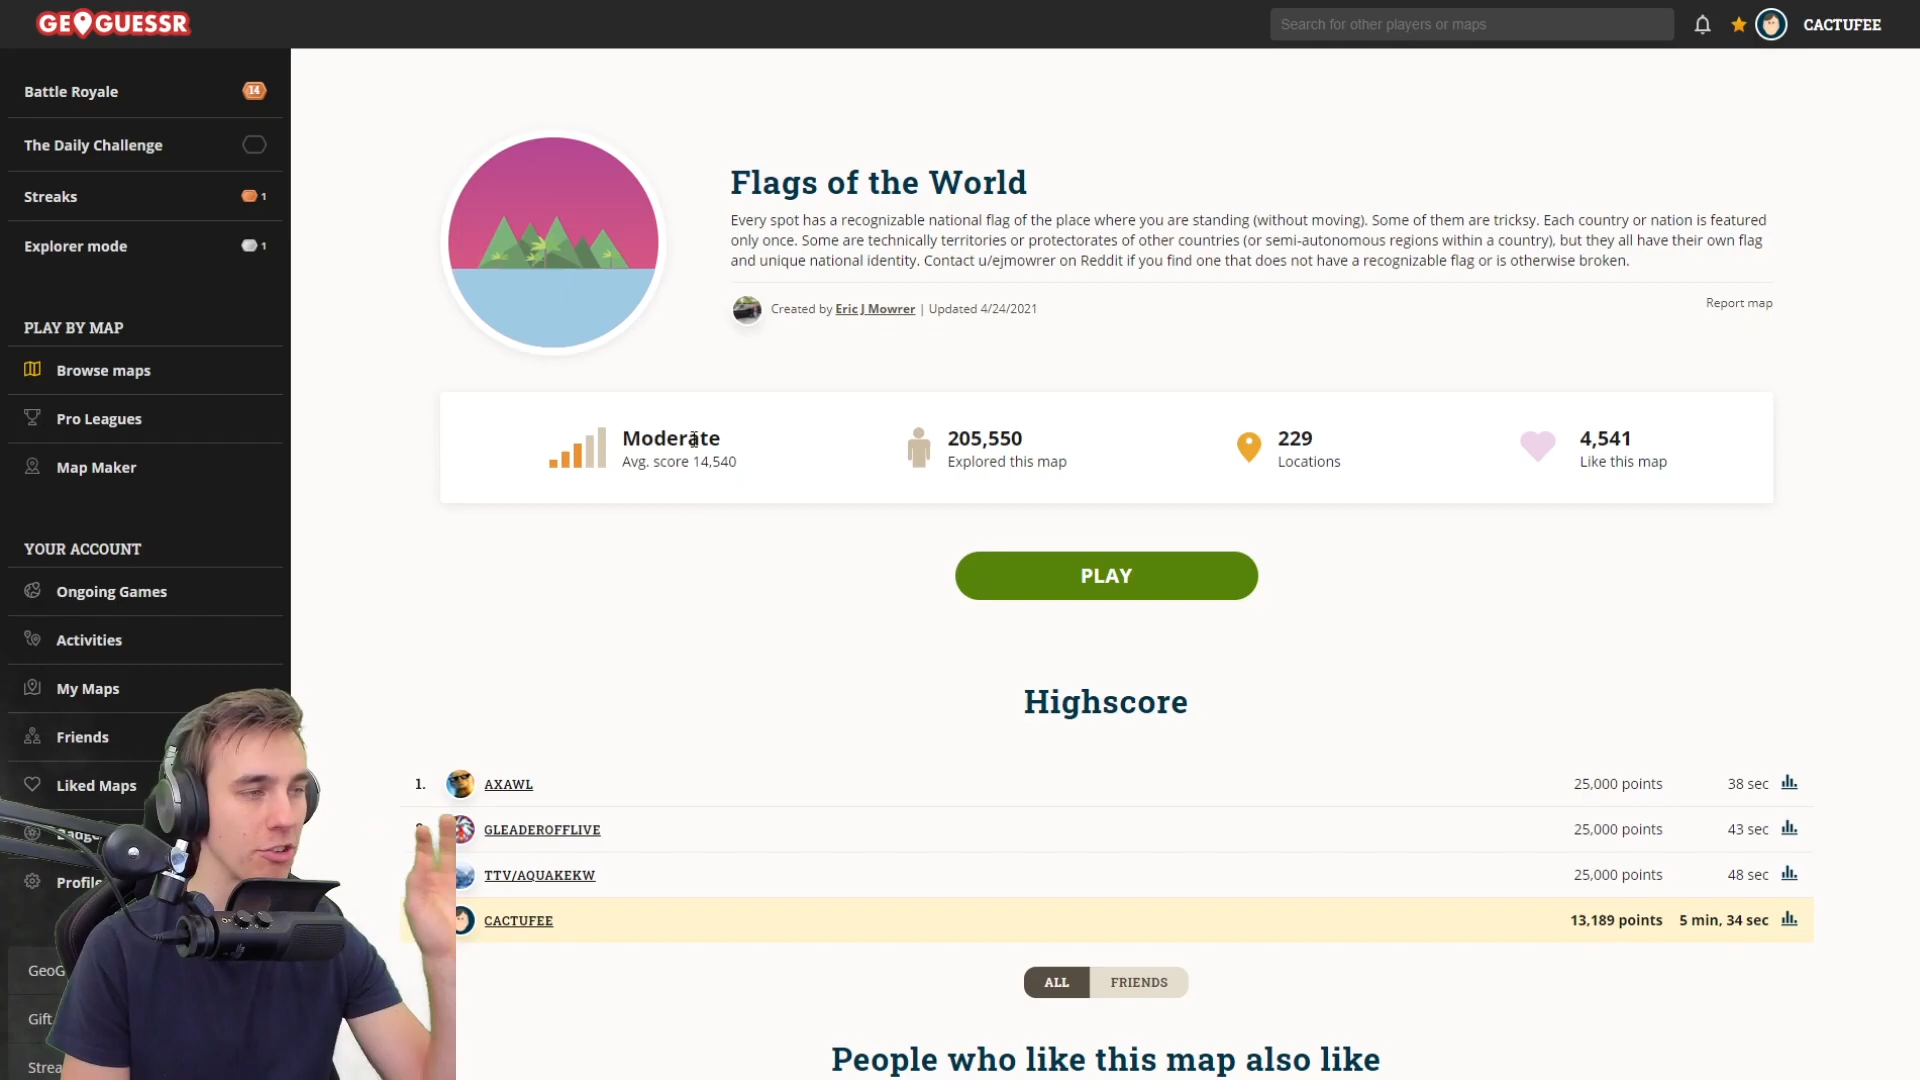 GEOGUESSR
Search for other players or maps
CACTUFEE
Battle Royale
14
The Daily Challenge
Streaks
1
Explorer mode
1
PLAY BY MAP
Browse maps
Pro Leagues
Map Maker
YOUR ACCOUNT
Ongoing Games
Activities
My Maps
Friends
Liked Maps
Profile
Flags of the World
Every spot has a recognizable national flag of the place where you are standing (without moving). Some of them are tricksy. Each country or nation is featured
only once. Some are technically territories or protectorates of other countries (or semi-autonomous regions within a country), but they all have their own flag
and unique national identity. Contact u/ejmowrer on Reddit if you find one that does not have a recognizable flag or is otherwise broken.
Created by Eric J Mowrer | Updated 4/24/2021
Report map
Moderate
Avg. score 14,540
205,550
Explored this map
229
Locations
4,541
Like this map
PLAY
Highscore
1. AXAWL 25,000 points 38 sec
GLEADEROFFLIVE 25,000 points 43 sec
TTV/AQUAKEKW 25,000 points 48 sec
CACTUFEE 13,189 points 5 min, 34 sec
ALL FRIENDS
People who like this map also like
GeoG
Gift
Strea